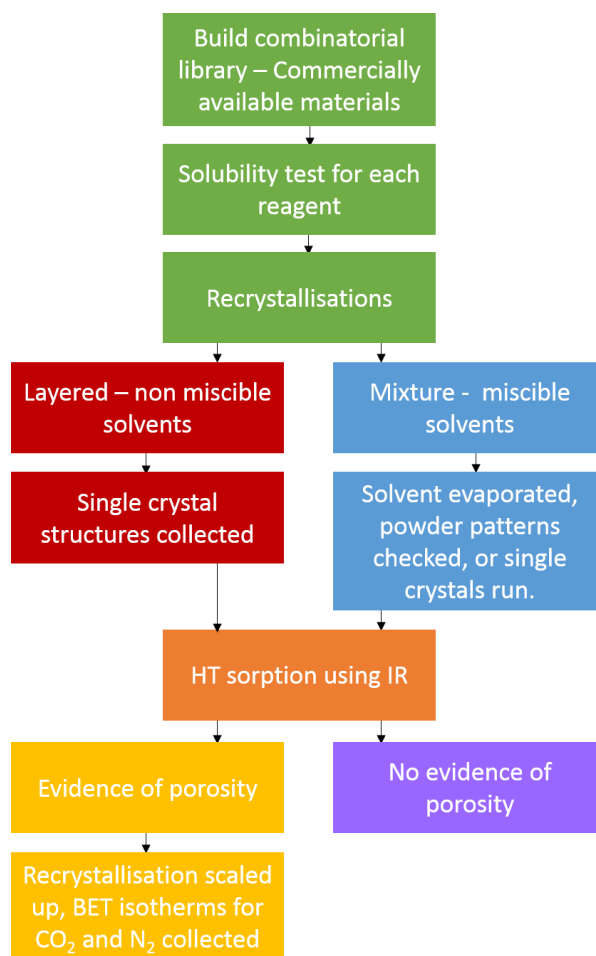 Build combinatorial
library – Commercially
available materials
Solubility test for each
reagent
Recrystallisations
Layered – non miscible
solvents
Mixture -  miscible
solvents
Single crystal
structures collected
Solvent evaporated,
powder patterns
checked, or single
crystals run.
HT sorption using IR
Evidence of porosity
No evidence of
porosity
Recrystallisation scaled
up, BET isotherms for
CO₂ and N₂ collected